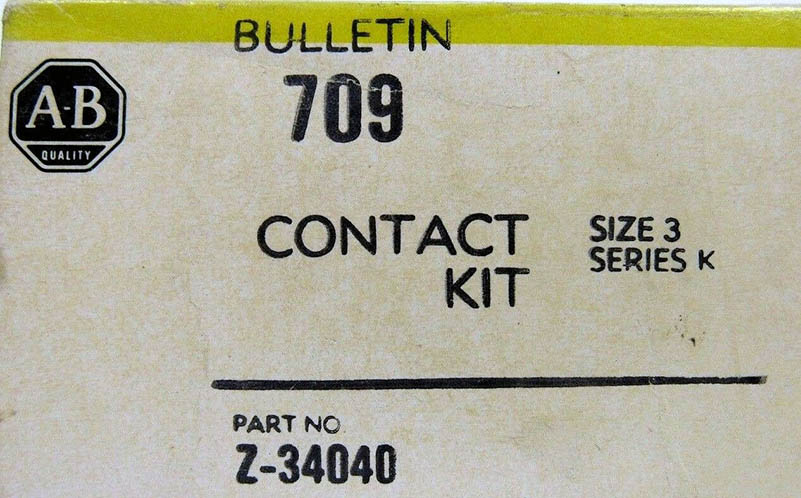 BULLETIN
709
A-B
QUALITY
CONTACT
KIT
SIZE 3
SERIES K
PART NO
Z-34040